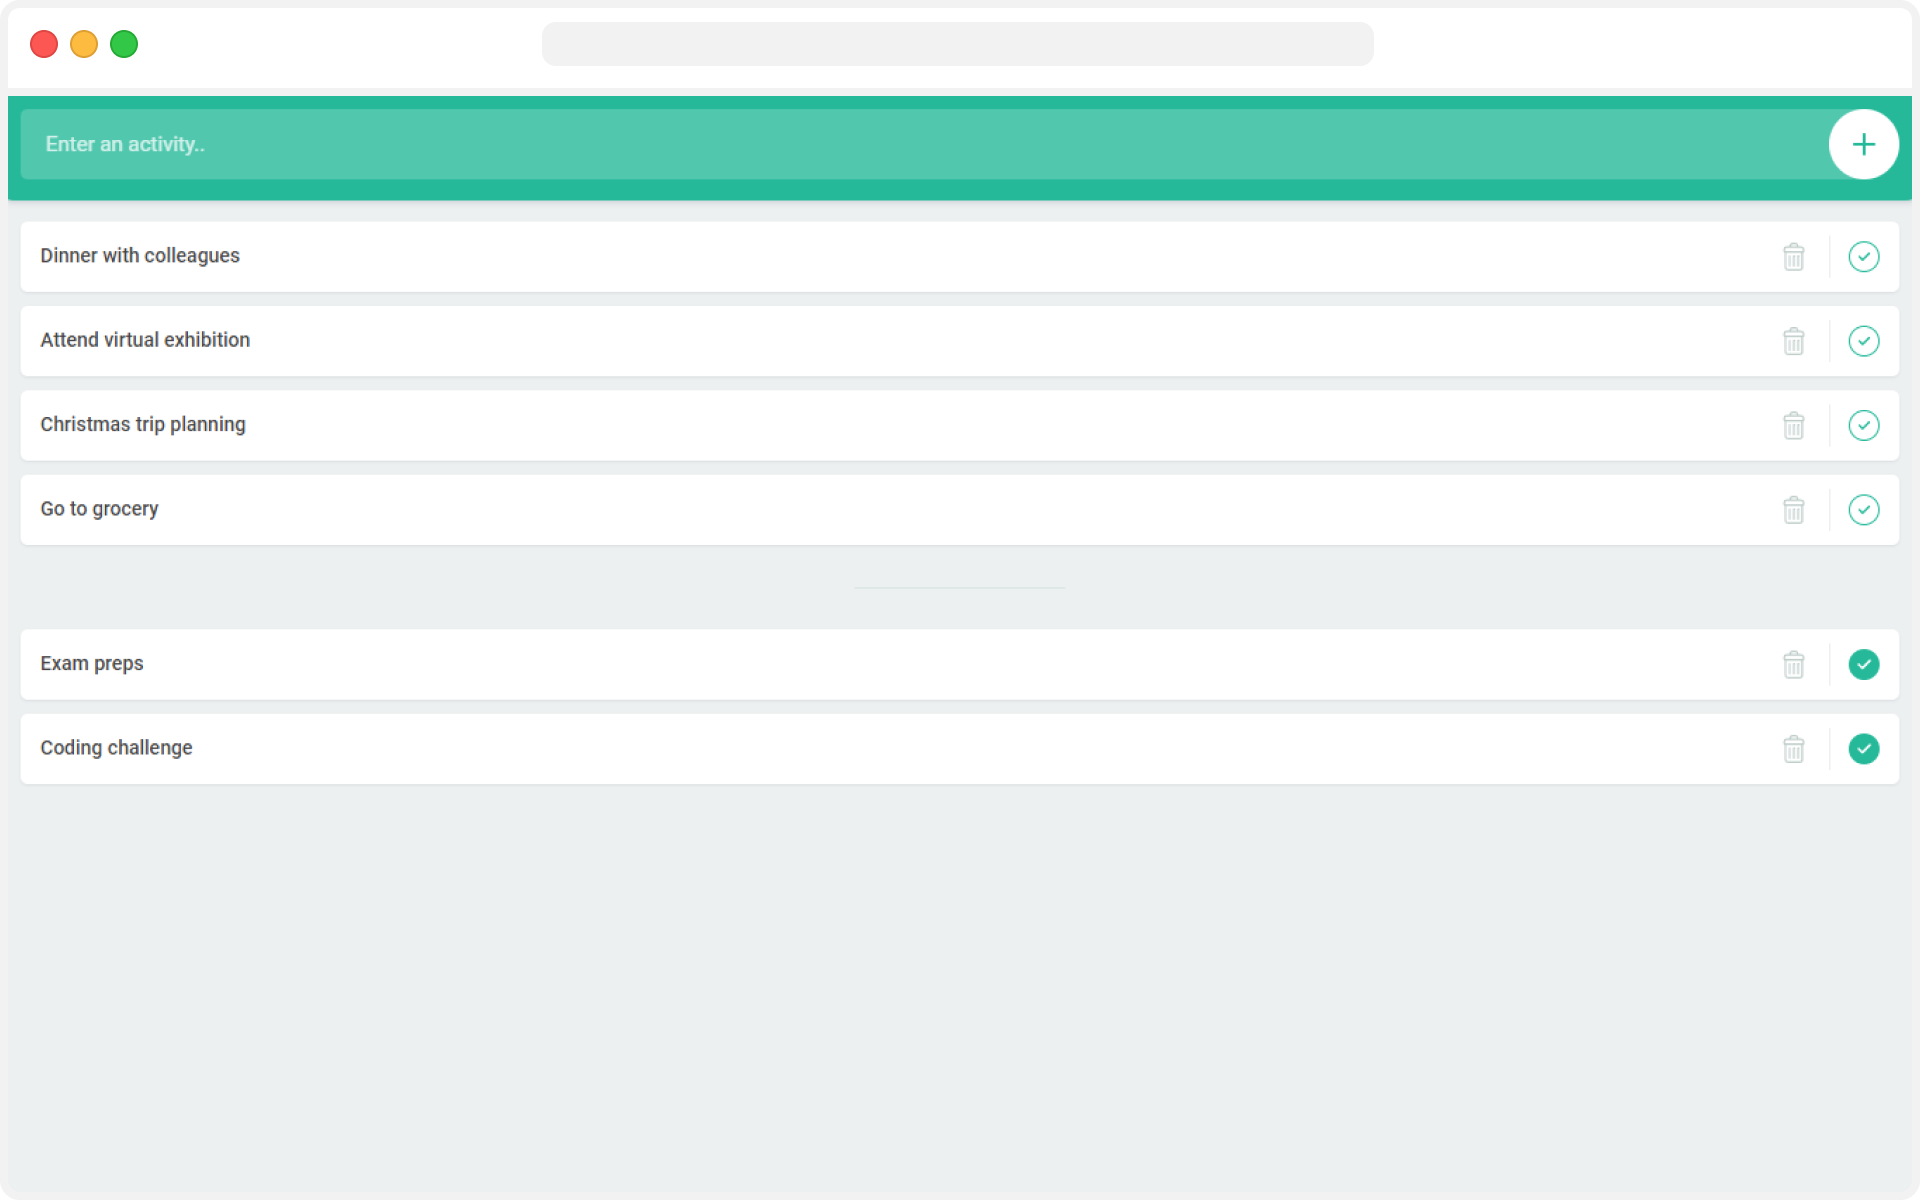 Enter an activity..
Dinner with colleagues
Attend virtual exhibition
Christmas trip planning
Go to grocery
Exam preps
Coding challenge